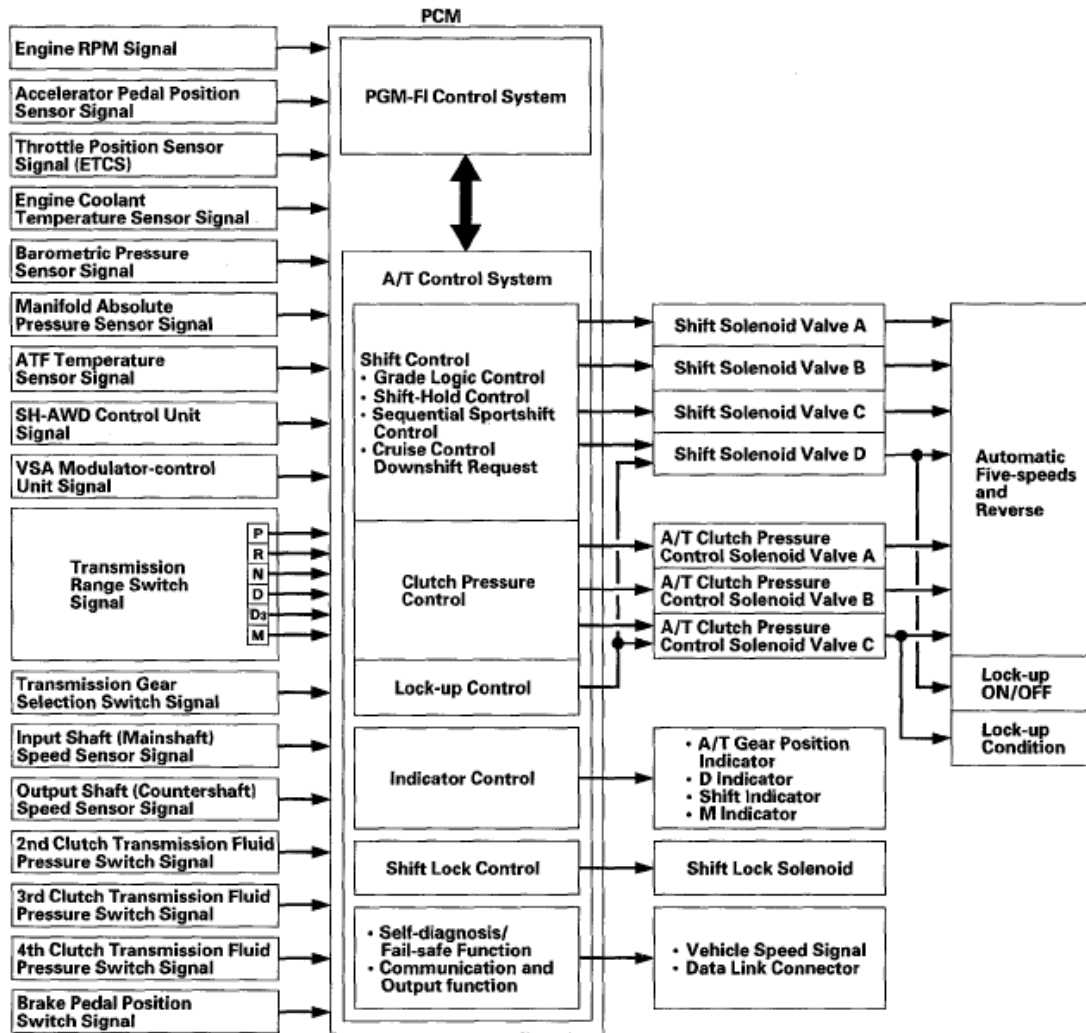 PCM
Engine RPM Signal
Accelerator Pedal Position
Sensor Signal
Throttle Position Sensor
Signal (ETCS)
Engine Coolant
Temperature Sensor Signal
Barometric Pressure
Sensor Signal
Manifold Absolute
Pressure Sensor Signal
ATF Temperature
Sensor Signal
SH-AWD Control Unit
Signal
VSA Modulator-control
Unit Signal
Transmission
Range Switch
Signal
P
R
N
D
D3
M
Transmission Gear
Selection Switch Signal
Input Shaft (Mainshaft)
Speed Sensor Signal
Output Shaft (Countershaft)
Speed Sensor Signal
2nd Clutch Transmission Fluid
Pressure Switch Signal
3rd Clutch Transmission Fluid
Pressure Switch Signal
4th Clutch Transmission Fluid
Pressure Switch Signal
Brake Pedal Position
Switch Signal
PGM-FI Control System
A/T Control System
Shift Control
• Grade Logic Control
• Shift-Hold Control
• Sequential Sportshift
Control
• Cruise Control
Downshift Request
Clutch Pressure
Control
Lock-up Control
Indicator Control
Shift Lock Control
• Self-diagnosis/
Fail-safe Function
• Communication and
Output function
Shift Solenoid Valve A
Shift Solenoid Valve B
Shift Solenoid Valve C
Shift Solenoid Valve D
A/T Clutch Pressure
Control Solenoid Valve A
A/T Clutch Pressure
Control Solenoid Valve B
A/T Clutch Pressure
Control Solenoid Valve C
• A/T Gear Position
Indicator
• D Indicator
• Shift Indicator
• M Indicator
Shift Lock Solenoid
• Vehicle Speed Signal
• Data Link Connector
Automatic
Five-speeds
and
Reverse
Lock-up
ON/OFF
Lock-up
Condition